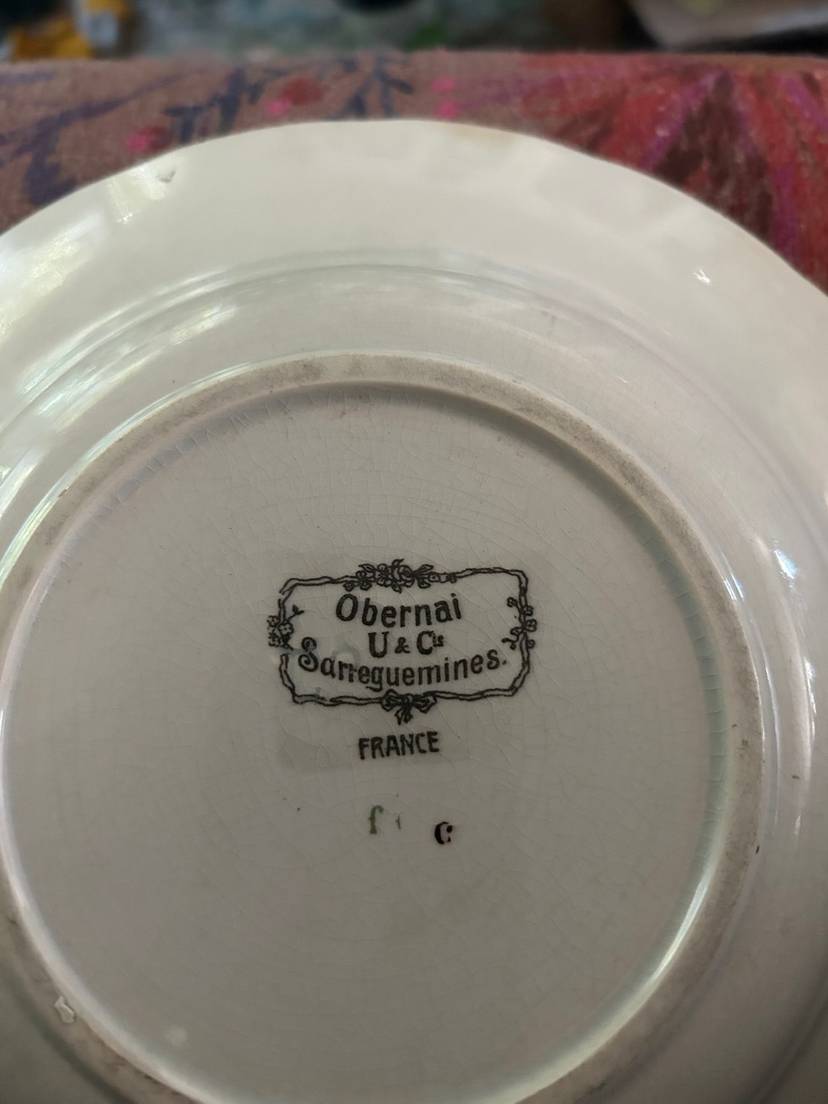 Obernai
U & Cie
Sarreguemines.
FRANCE
f
c